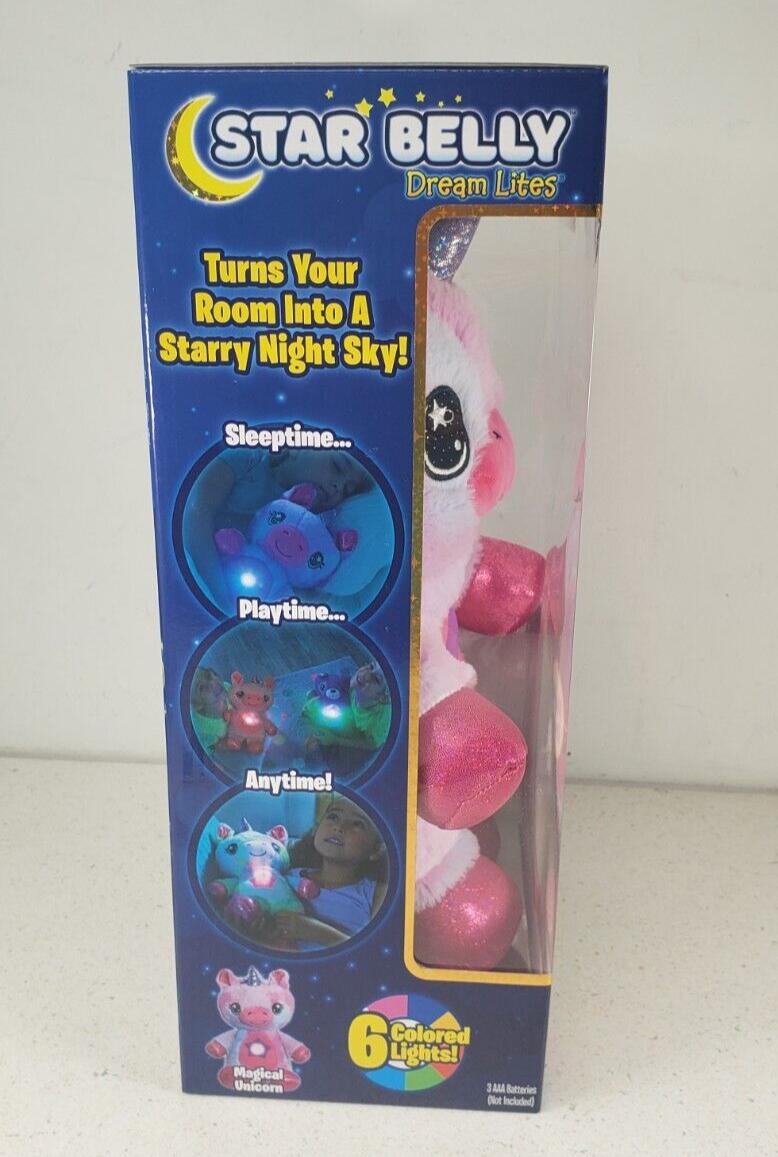 STAR BELLY
Dream Lites
Turns Your
Room Into A
Starry Night Sky!
Sleeptime...
Playtime...
Anytime!
Magical
Unicorn
6 Colored
Lights!
3 AAA Batteries
(Not Included)